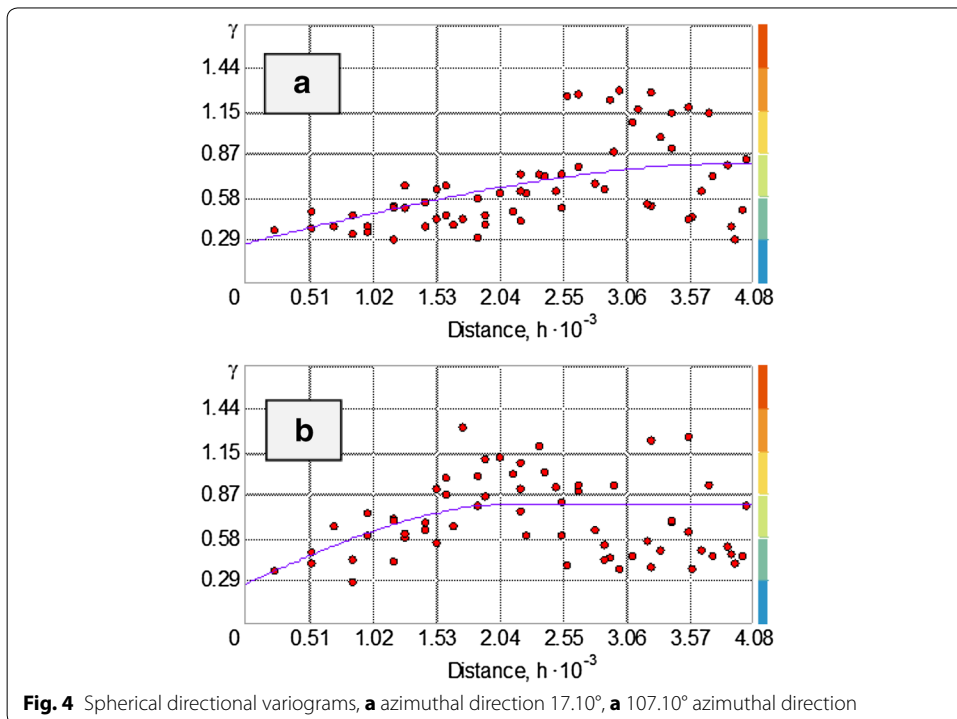 γ
1.44
a
1.15
0.87
0.58
0.29
0 0.51 1.02 1.53 2.04 2.55 3.06 3.57 4.08
Distance, h · 10⁻³
γ
1.44
b
1.15
0.87
0.58
0.29
0 0.51 1.02 1.53 2.04 2.55 3.06 3.57 4.08
Distance, h · 10⁻³
Fig. 4 Spherical directional variograms, a azimuthal direction 17.10°, a 107.10° azimuthal direction